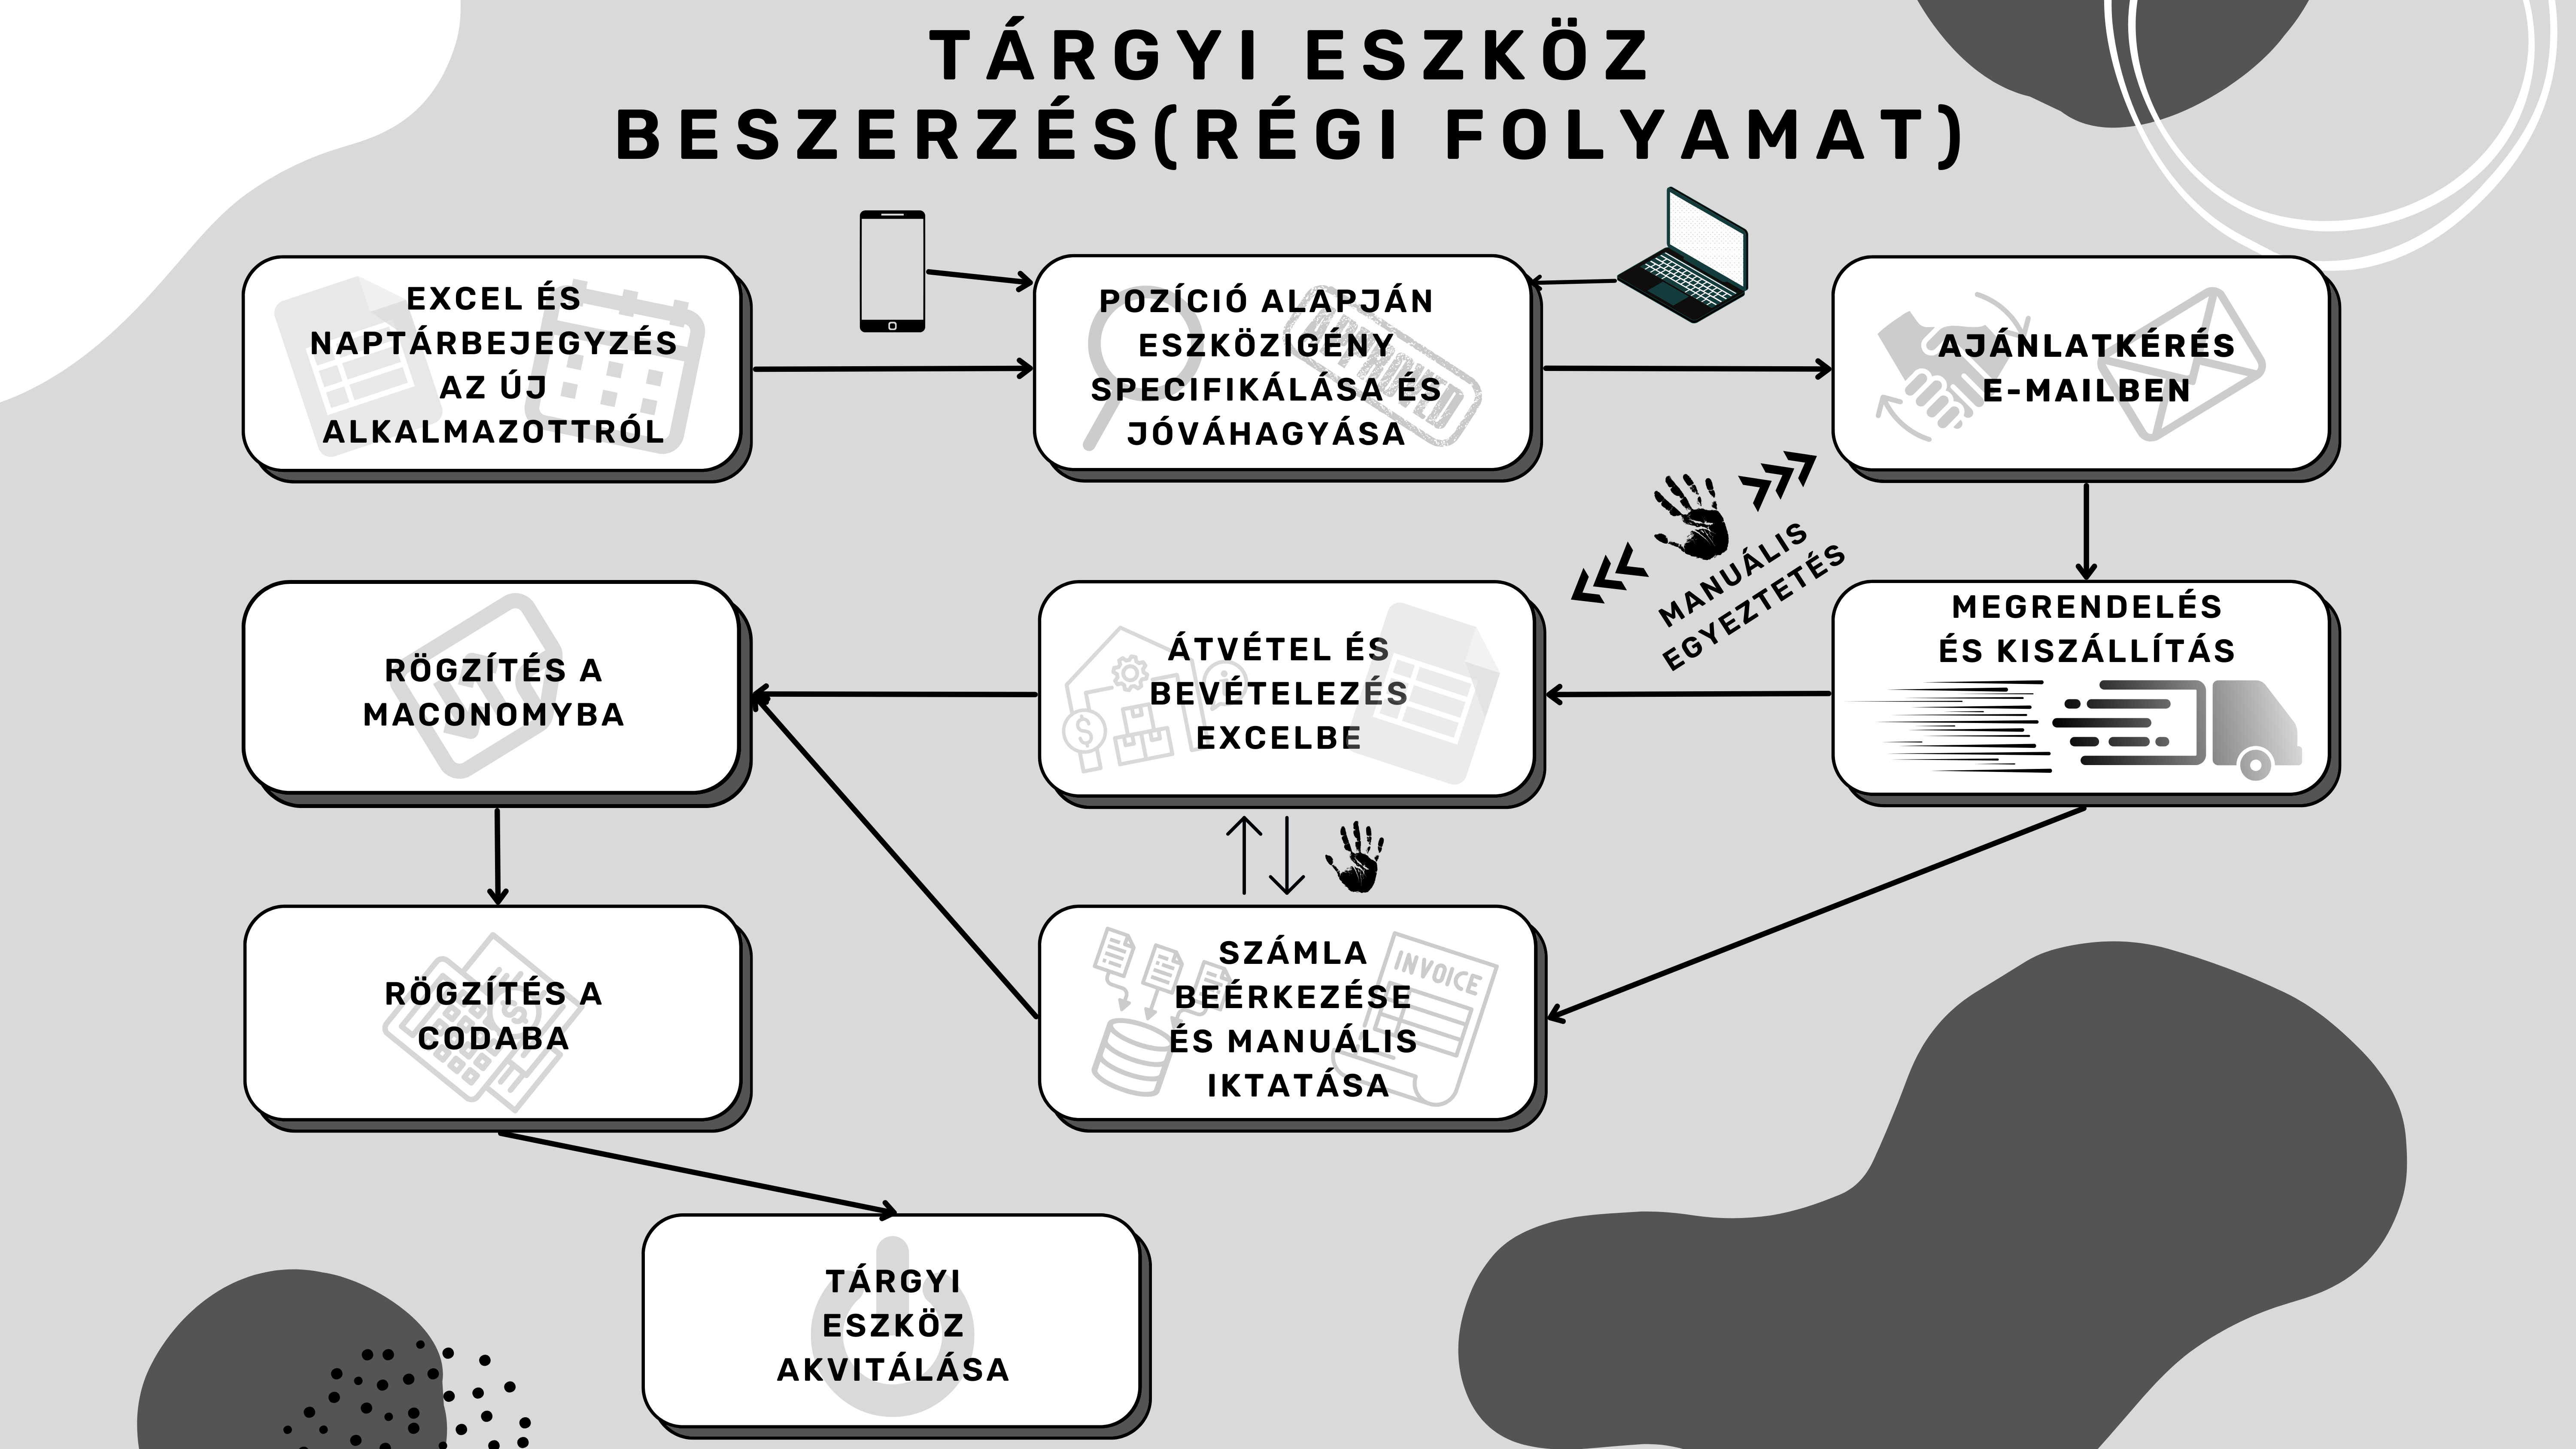 TÁRGYI ESZKÖZ
BESZERZÉS(RÉGI FOLYAMAT)
EXCEL ÉS
NAPTÁRBEJEGYZÉS
AZ ÚJ
ALKALMAZOTTRÓL
POZÍCIÓ ALAPJÁN
ESZKÖZIGÉNY
SPECIFIKÁLÁSA ÉS
JÓVÁHAGYÁSA
APPROVED
AJÁNLATKÉRÉS
E-MAILBEN
MANUÁLIS
EGYEZTETÉS
RÖGZÍTÉS A
MACONOMYBA
ÁTVÉTEL ÉS
BEVÉTELEZÉS
EXCELBE
MEGRENDELÉS
ÉS KISZÁLLÍTÁS
RÖGZÍTÉS A
CODABA
SZÁMLA
BEÉRKEZÉSE
ÉS MANUÁLIS
IKTATÁSA
INVOICE
TÁRGYI
ESZKÖZ
AKVITÁLÁSA